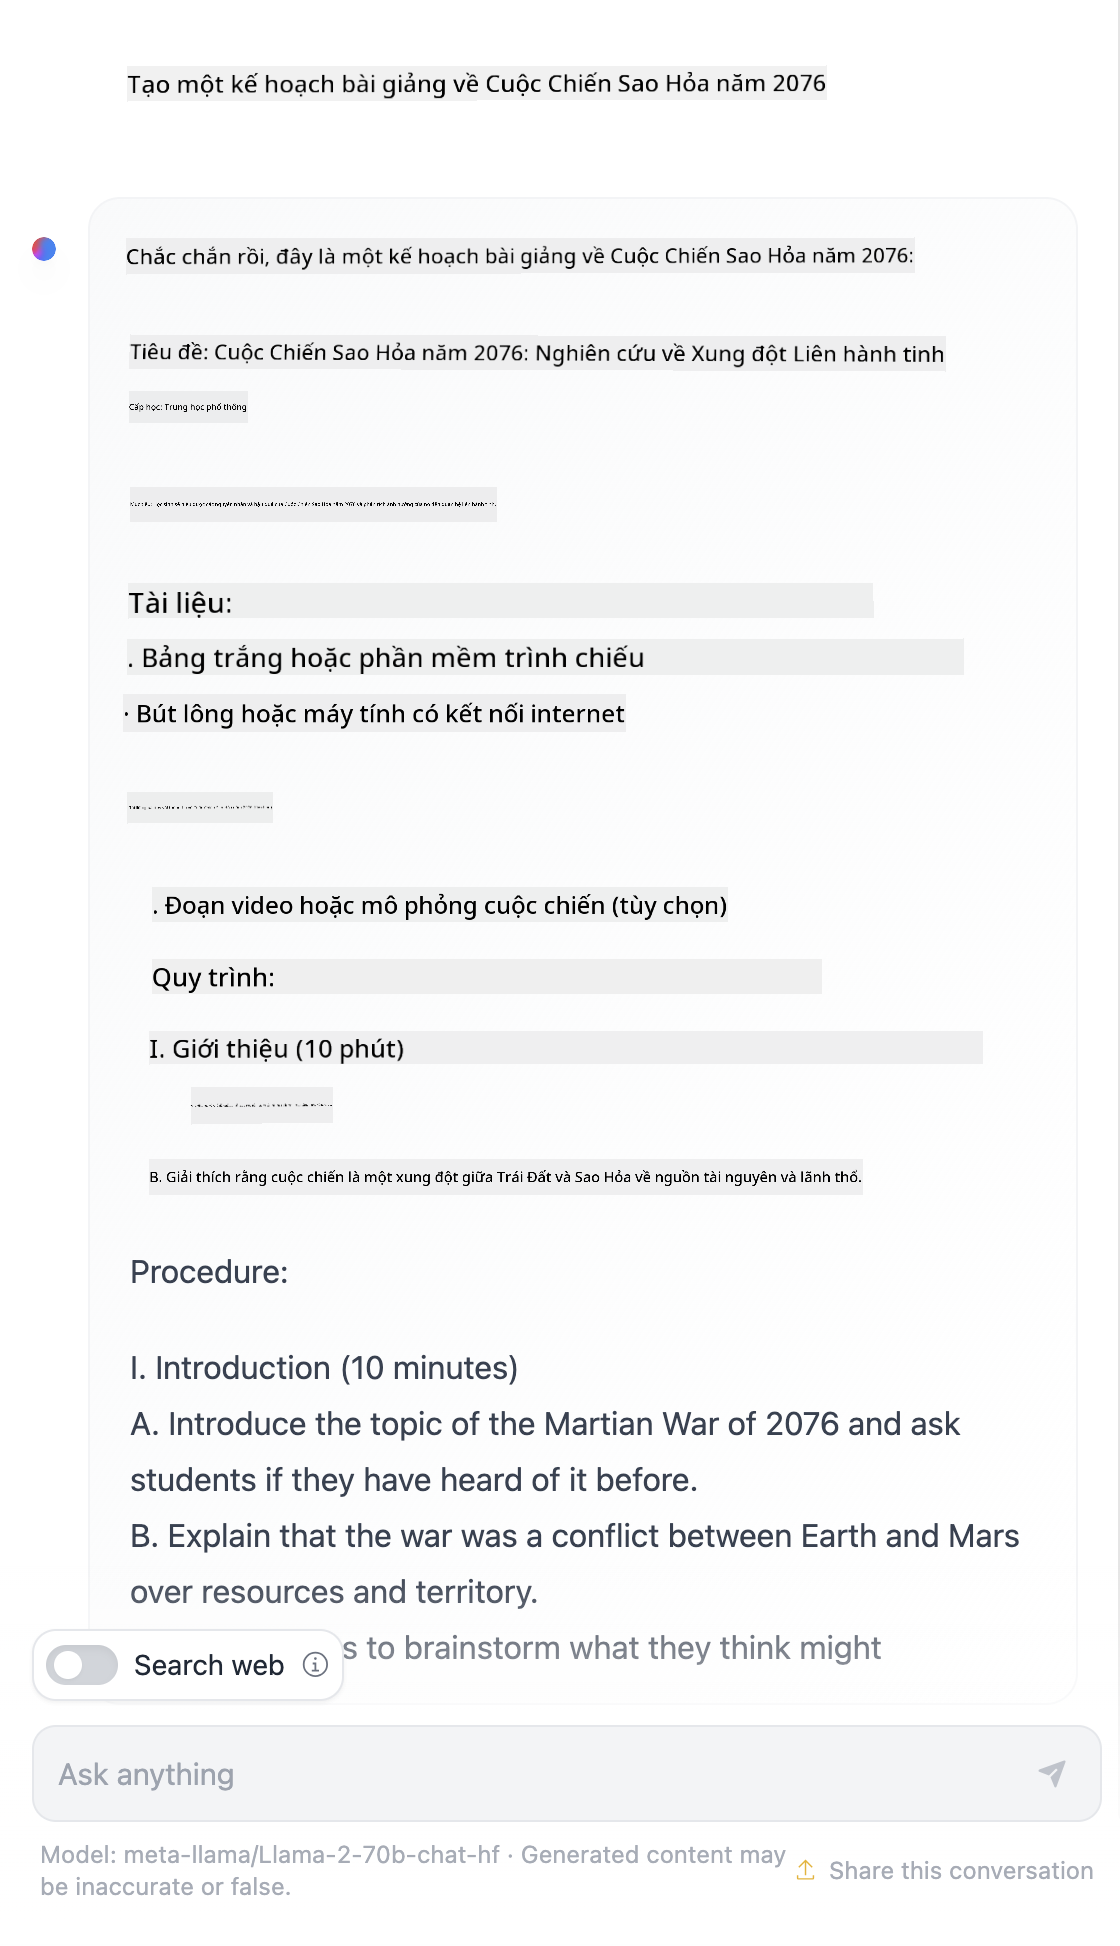 Tạo một kế hoạch bài giảng về Cuộc Chiến Sao Hỏa năm 2076
Chắc chắn rồi, đây là một kế hoạch bài giảng về Cuộc Chiến Sao Hỏa năm 2076:
Tiêu đề: Cuộc Chiến Sao Hỏa năm 2076: Nghiên cứu về Xung đột Liên hành tinh
Cấp học: Trung học phổ thông
Tài liệu:
. Bảng trắng hoặc phần mềm trình chiếu
· Bút lông hoặc máy tính có kết nối internet
. Đoạn video hoặc mô phỏng cuộc chiến (tùy chọn)
Quy trình:
I. Giới thiệu (10 phút)
B. Giải thích rằng cuộc chiến là một xung đột giữa Trái Đất và Sao Hỏa về nguồn tài nguyên và lãnh thổ.
Procedure:
I. Introduction (10 minutes)
A. Introduce the topic of the Martian War of 2076 and ask
students if they have heard of it before.
B. Explain that the war was a conflict between Earth and Mars
over resources and territory.
to brainstorm what they think might
Search web
Ask anything
Model: meta-llama/Llama-2-70b-chat-hf · Generated content may
be inaccurate or false.
Share this conversation